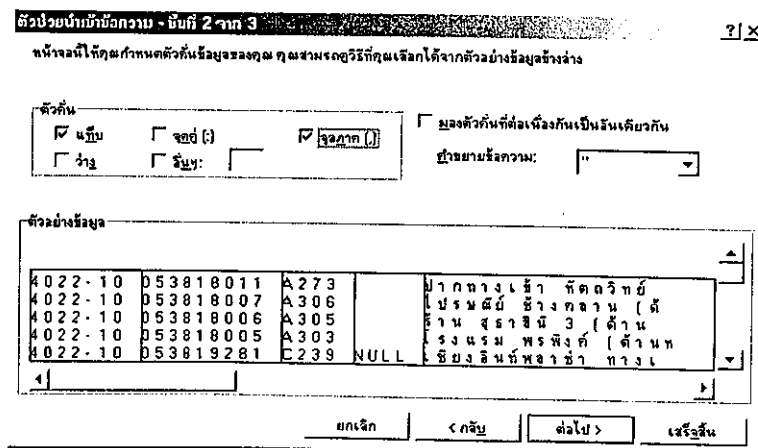 ตัวช่วยนำเข้าข้อความ - ขั้นที่ 2 จาก 3
หน้าจอนี้ให้คุณกำหนดตัวคั่นข้อมูลของคุณ คุณสามารถดูวิธีที่คุณเลือกได้จากตัวอย่างข้อมูลข้างล่าง
ตัวคั่น
แท็บ จุดคู่ (:) จุลภาค (,)
ว่าง อื่นๆ:
มองตัวคั่นที่ต่อเนื่องกันเป็นอันเดียวกัน
ตัวขยายข้อความ: "
ตัวอย่างข้อมูล
4022-10 053818011 A273 ปากทางเข้า หัตถวิทย์
4022-10 053818007 A306 ไปรษณีย์ ช้างคลาน (ด้
4022-10 053818006 A305 ร้าน สุธาสินี 3 (ด้าน
4022-10 053818005 A303 โรงแรม พรพิงค์ (ด้านท
4022-10 053819281 C239 NULL เชียงอินท์พลาซ่า ทางเ
ยกเลิก < กลับ ต่อไป > เสร็จสิ้น